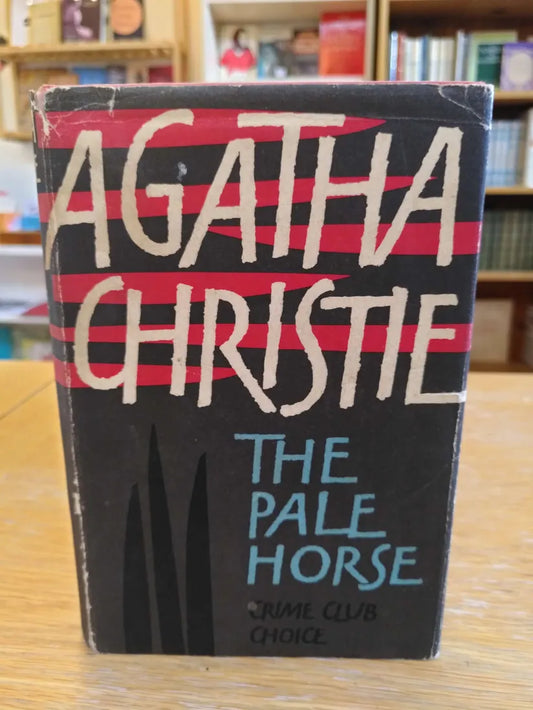 AGATHA
CHRISTIE
THE
PALE
HORSE
CRIME CLUB
CHOICE